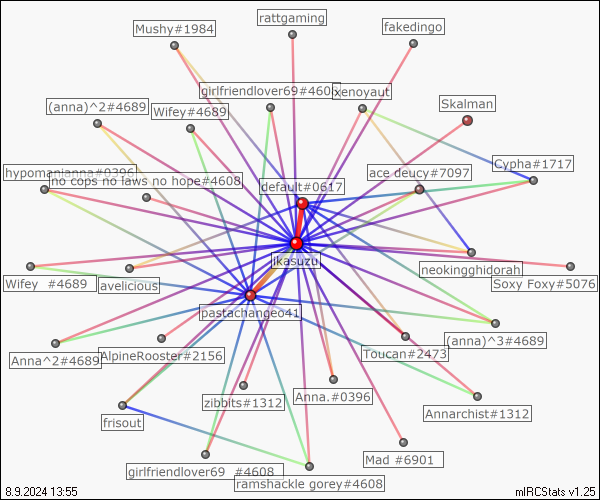 rattgaming
Mushy#1984
fakedingo
girlfriendlover69#4608
xenoyaut
(anna)^2#4689
Wifey#4689
Skalman
hypomanianna#0396
no cops no laws no hope#4608
default#0617
ace deucy#7097
Cypha#1717
ikasuzu
neokingghidorah
Wifey #4689
avelicious
Soxy Foxy#5076
pastachangeo41
(anna)^3#4689
Anna^2#4689
AlpineRooster#2156
Toucan#2473
zibbits#1312
Anna.#0396
Annarchist#1312
frisout
Mad #6901
girlfriendlover69 #4608
ramshackle gorey#4608
8.9.2024 13:55
mIRCStats v1.25